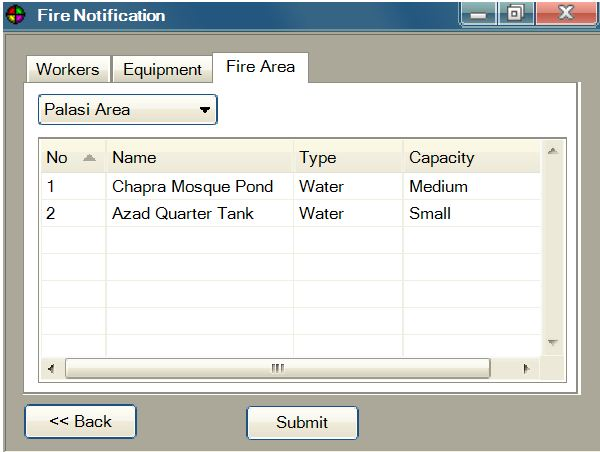 Fire Notification
Workers Equipment Fire Area
Palasi Area
No Name Type Capacity
1 Chapra Mosque Pond Water Medium
2 Azad Quarter Tank Water Small
<< Back Submit